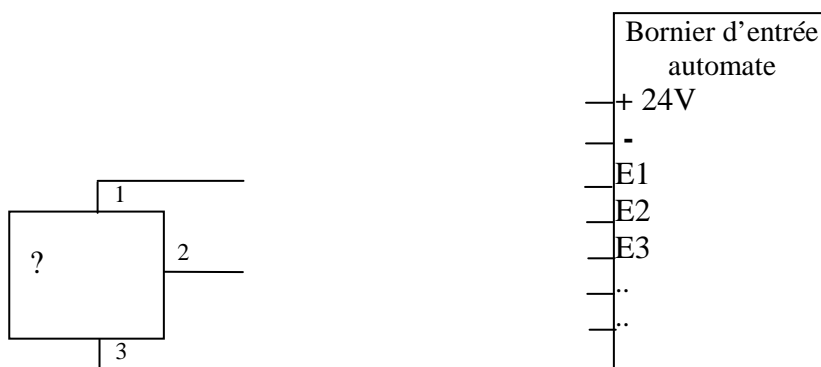 Bornier d'entrée
automate
+ 24V
-
E1
1
E2
?
2
E3
..
..
3